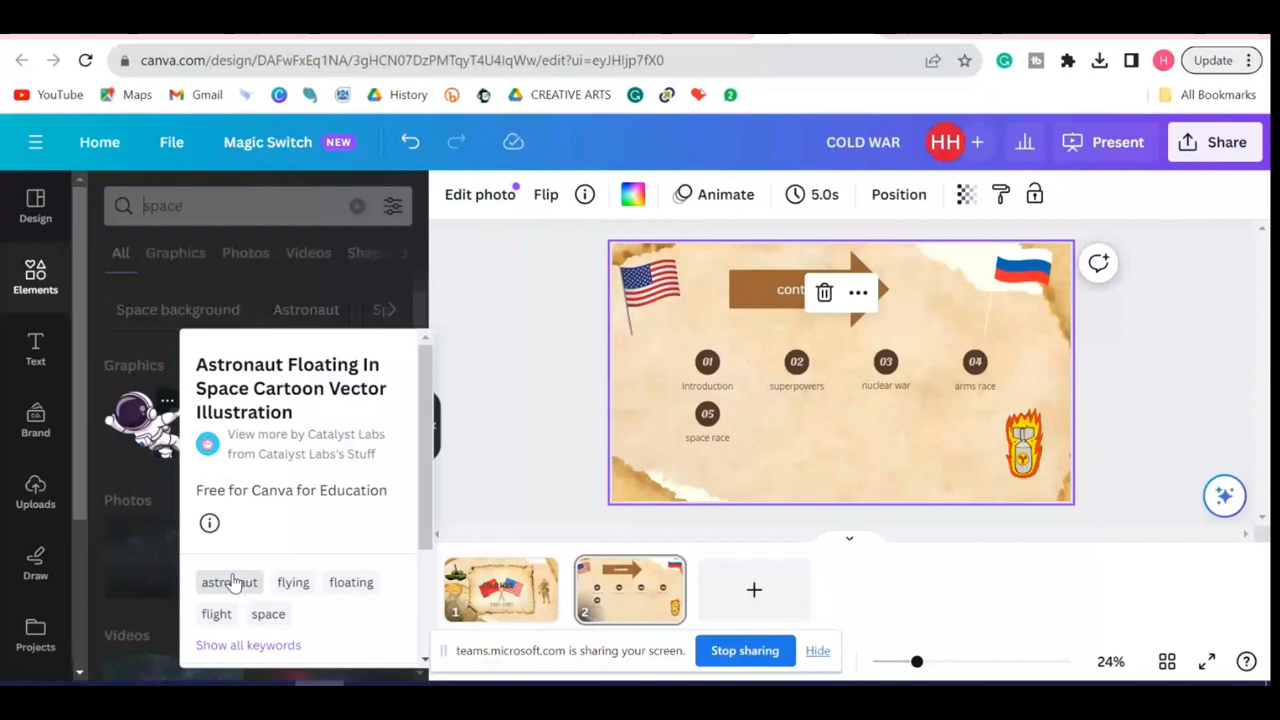 canva.com/design/DAFwFxEq1NA/3gHCN07DzPMTqyT4U4IqWw/edit?ui=eyJHIjp7fX0
H
Update
YouTube
Maps
Gmail
History
CREATIVE ARTS
All Bookmarks
Home
File
Magic Switch
NEW
COLD WAR
HH
+
Present
Share
Design
Elements
Text
Brand
Uploads
Draw
Projects
space
All
Graphics
Photos
Videos
Space background
Astronaut
Graphics
Photos
Videos
Astronaut Floating In
Space Cartoon Vector
Illustration
View more by Catalyst Labs
from Catalyst Labs's Stuff
Free for Canva for Education
astronaut
flying
floating
flight
space
Show all keywords
Edit photo
Flip
Animate
5.0s
Position
01
02
03
04
Introduction
superpowers
nuclear war
arms race
05
space race
1
2
teams.microsoft.com is sharing your screen.
Stop sharing
Hide
24%